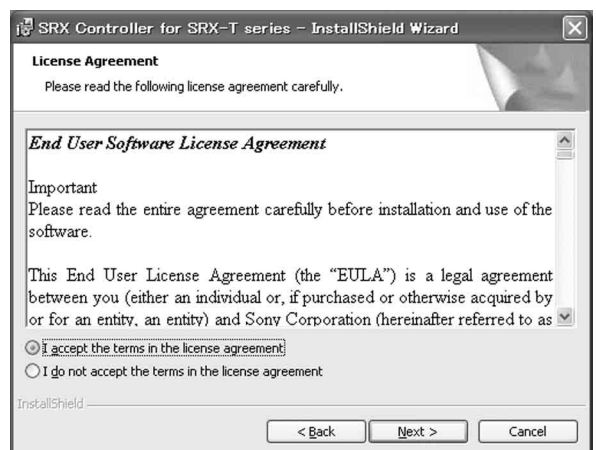 SRX Controller for SRX-T series - InstallShield Wizard
License Agreement
Please read the following license agreement carefully.
End User Software License Agreement
Important
Please read the entire agreement carefully before installation and use of the
software.
This End User License Agreement (the “EULA”) is a legal agreement
between you (either an individual or, if purchased or otherwise acquired by
or for an entity, an entity) and Sony Corporation (hereinafter referred to as
I accept the terms in the license agreement
I do not accept the terms in the license agreement
InstallShield
< Back Next > Cancel